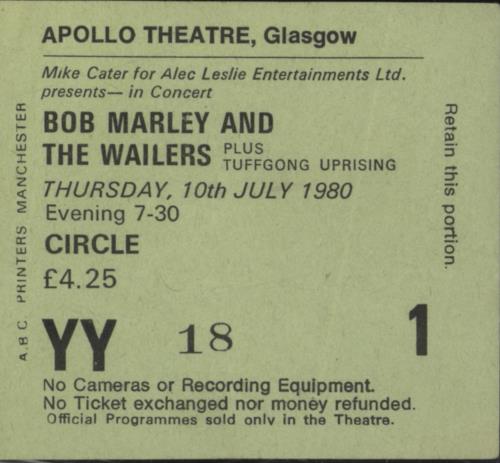 APOLLO THEATRE, Glasgow
Mike Cater for Alec Leslie Entertainments Ltd.
presents— in Concert
BOB MARLEY AND
THE WAILERS PLUS
TUFFGONG UPRISING
THURSDAY, 10th JULY 1980
Evening 7-30
CIRCLE
£4.25
YY 18 1
No Cameras or Recording Equipment.
No Ticket exchanged nor money refunded.
Official Programmes sold only in the Theatre.
A.B.C. PRINTERS MANCHESTER
Retain this portion.